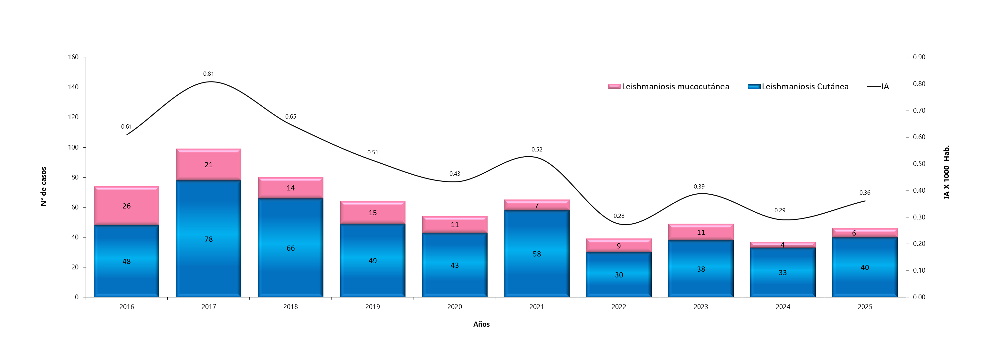 160
140
120
100
80
60
40
20
0
N° de casos
0.90
0.80
0.70
0.60
0.50
0.40
0.30
0.20
0.10
0.00
IA X 1000 Hab.
Leishmaniosis mucocutánea Leishmaniosis Cutánea IA
0.61 0.81 0.65 0.51 0.43 0.52 0.28 0.39 0.29 0.36
26 21 14 15 11 7 9 11 4 6
48 78 66 49 43 58 30 38 33 40
2016 2017 2018 2019 2020 2021 2022 2023 2024 2025
Años